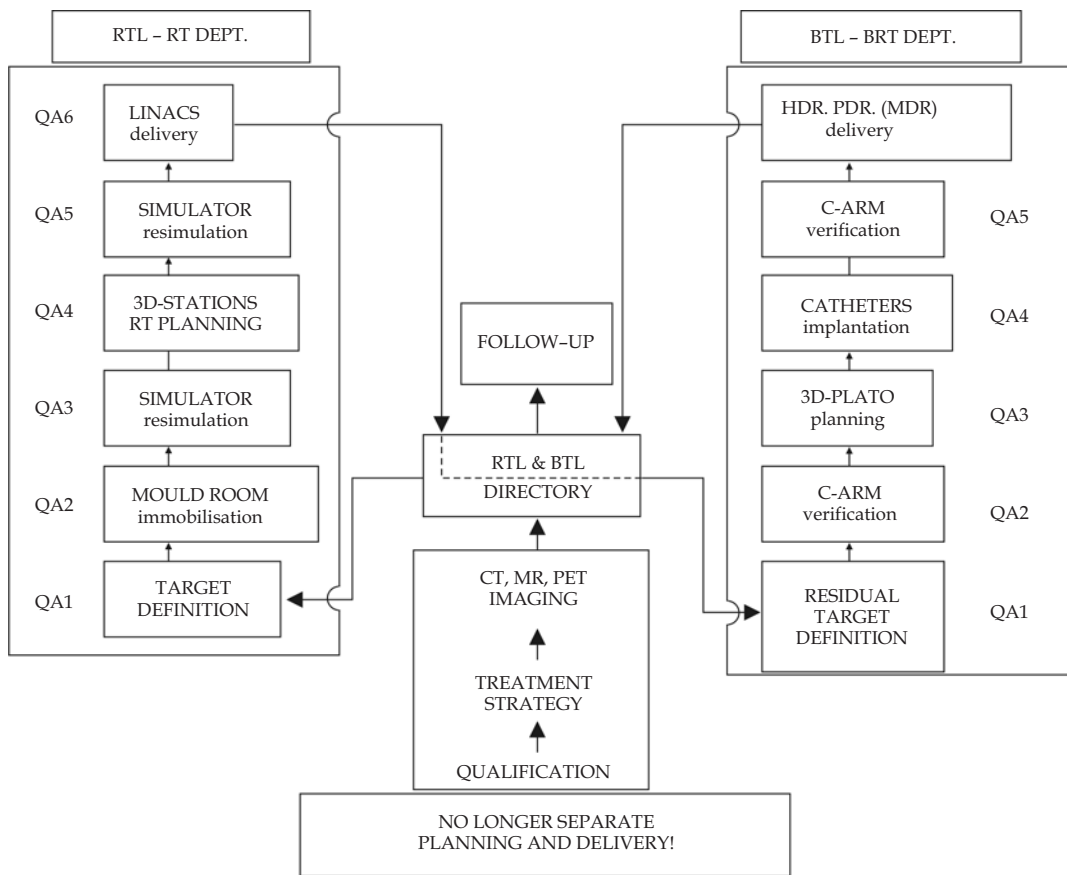 RTL – RT DEPT.
QA6
LINACS
delivery
QA5
SIMULATOR
resimulation
QA4
3D-STATIONS
RT PLANNING
QA3
SIMULATOR
resimulation
QA2
MOULD ROOM
immobilisation
QA1
TARGET
DEFINITION
FOLLOW–UP
RTL & BTL
DIRECTORY
CT, MR, PET
IMAGING
TREATMENT
STRATEGY
QUALIFICATION
NO LONGER SEPARATE
PLANNING AND DELIVERY!
BTL – BRT DEPT.
HDR. PDR. (MDR)
delivery
C-ARM
verification
QA5
CATHETERS
implantation
QA4
3D-PLATO
planning
QA3
C-ARM
verification
QA2
RESIDUAL
TARGET
DEFINITION
QA1